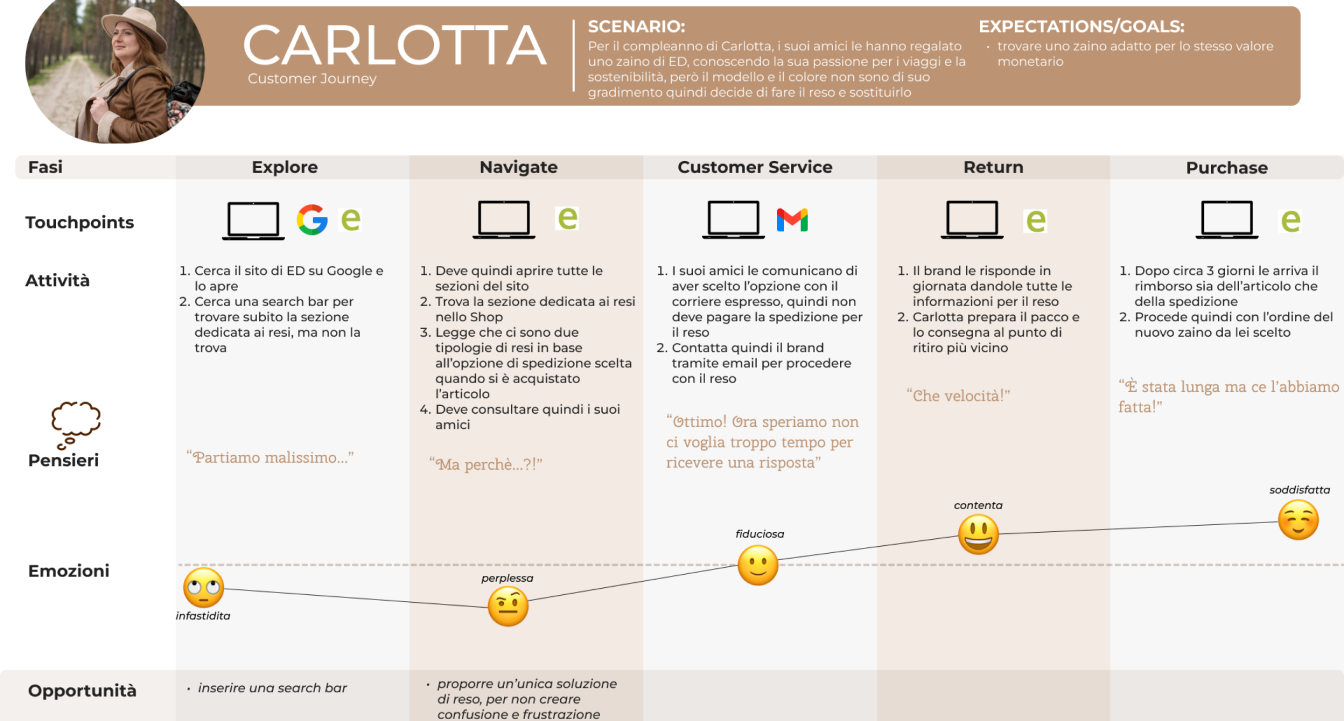 CARLOTTA
Customer Journey
SCENARIO:
Per il compleanno di Carlotta, i suoi amici le hanno regalato
uno zaino di ED, conoscendo la sua passione per i viaggi e la
sostenibilità, però il modello e il colore non sono di suo
gradimento quindi decide di fare il reso e sostituirlo
EXPECTATIONS/GOALS:
• trovare uno zaino adatto per lo stesso valore
monetario
Fasi
Explore
Navigate
Customer Service
Return
Purchase
Touchpoints
G e
e
M
e
e
Attività
1. Cerca il sito di ED su Google e
lo apre
2. Cerca una search bar per
trovare subito la sezione
dedicata ai resi, ma non la
trova
1. Deve quindi aprire tutte le
sezioni del sito
2. Trova la sezione dedicata ai resi
nello Shop
3. Legge che ci sono due
tipologie di resi in base
all'opzione di spedizione scelta
quando si è acquistato
l'articolo
4. Deve consultare quindi i suoi
amici
1. I suoi amici le comunicano di
aver scelto l'opzione con il
corriere espresso, quindi non
deve pagare la spedizione per
il reso
2. Contatta quindi il brand
tramite email per procedere
con il reso
1. Il brand le risponde in
giornata dandole tutte le
informazioni per il reso
2. Carlotta prepara il pacco e
lo consegna al punto di
ritiro più vicino
1. Dopo circa 3 giorni le arriva il
rimborso sia dell'articolo che
della spedizione
2. Procede quindi con l'ordine del
nuovo zaino da lei scelto
Pensieri
"Partiamo malissimo..."
"Ma perchè...?!"
"Ottimo! Ora speriamo non
ci voglia troppo tempo per
ricevere una risposta"
"Che velocità!"
"È stata lunga ma ce l'abbiamo
fatta!"
Emozioni
infastidita
perplessa
fiduciosa
contenta
soddisfatta
Opportunità
• inserire una search bar
• proporre un'unica soluzione
di reso, per non creare
confusione e frustrazione